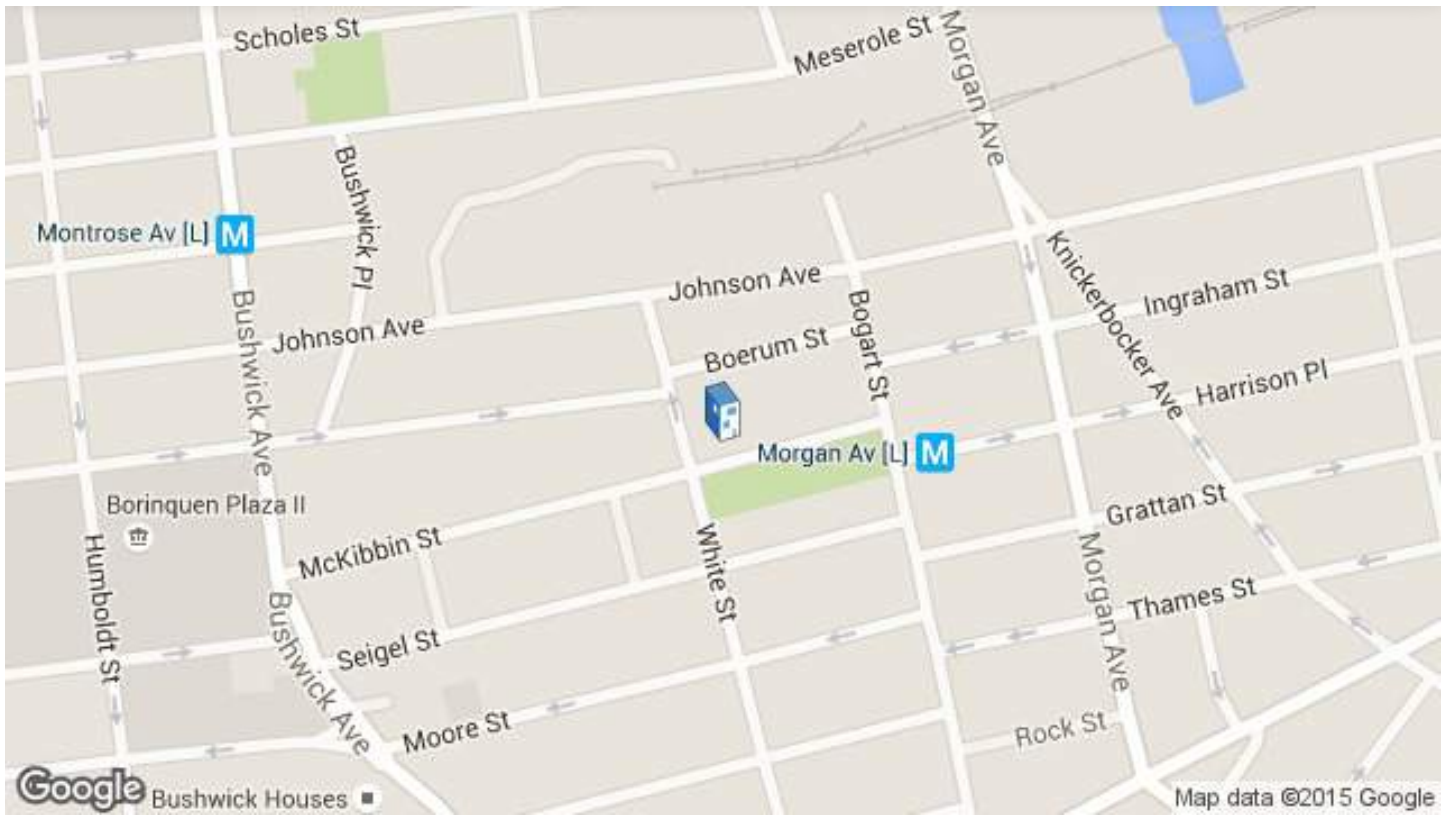 Scholes St
Meserole St
Morgan Ave
Bushwick Pl
Montrose Av [L] M
Knickerbocker Ave
Johnson Ave
Ingraham St
Bushwick Ave
Johnson Ave
Bogart St
Boerum St
Harrison Pl
Morgan Av [L] M
Borinquen Plaza II
Grattan St
McKibbin St
Humboldt St
White St
Morgan Ave
Thames St
Bushwick Ave
Seigel St
Moore St
Rock St
Google
Bushwick Houses
Map data ©2015 Google